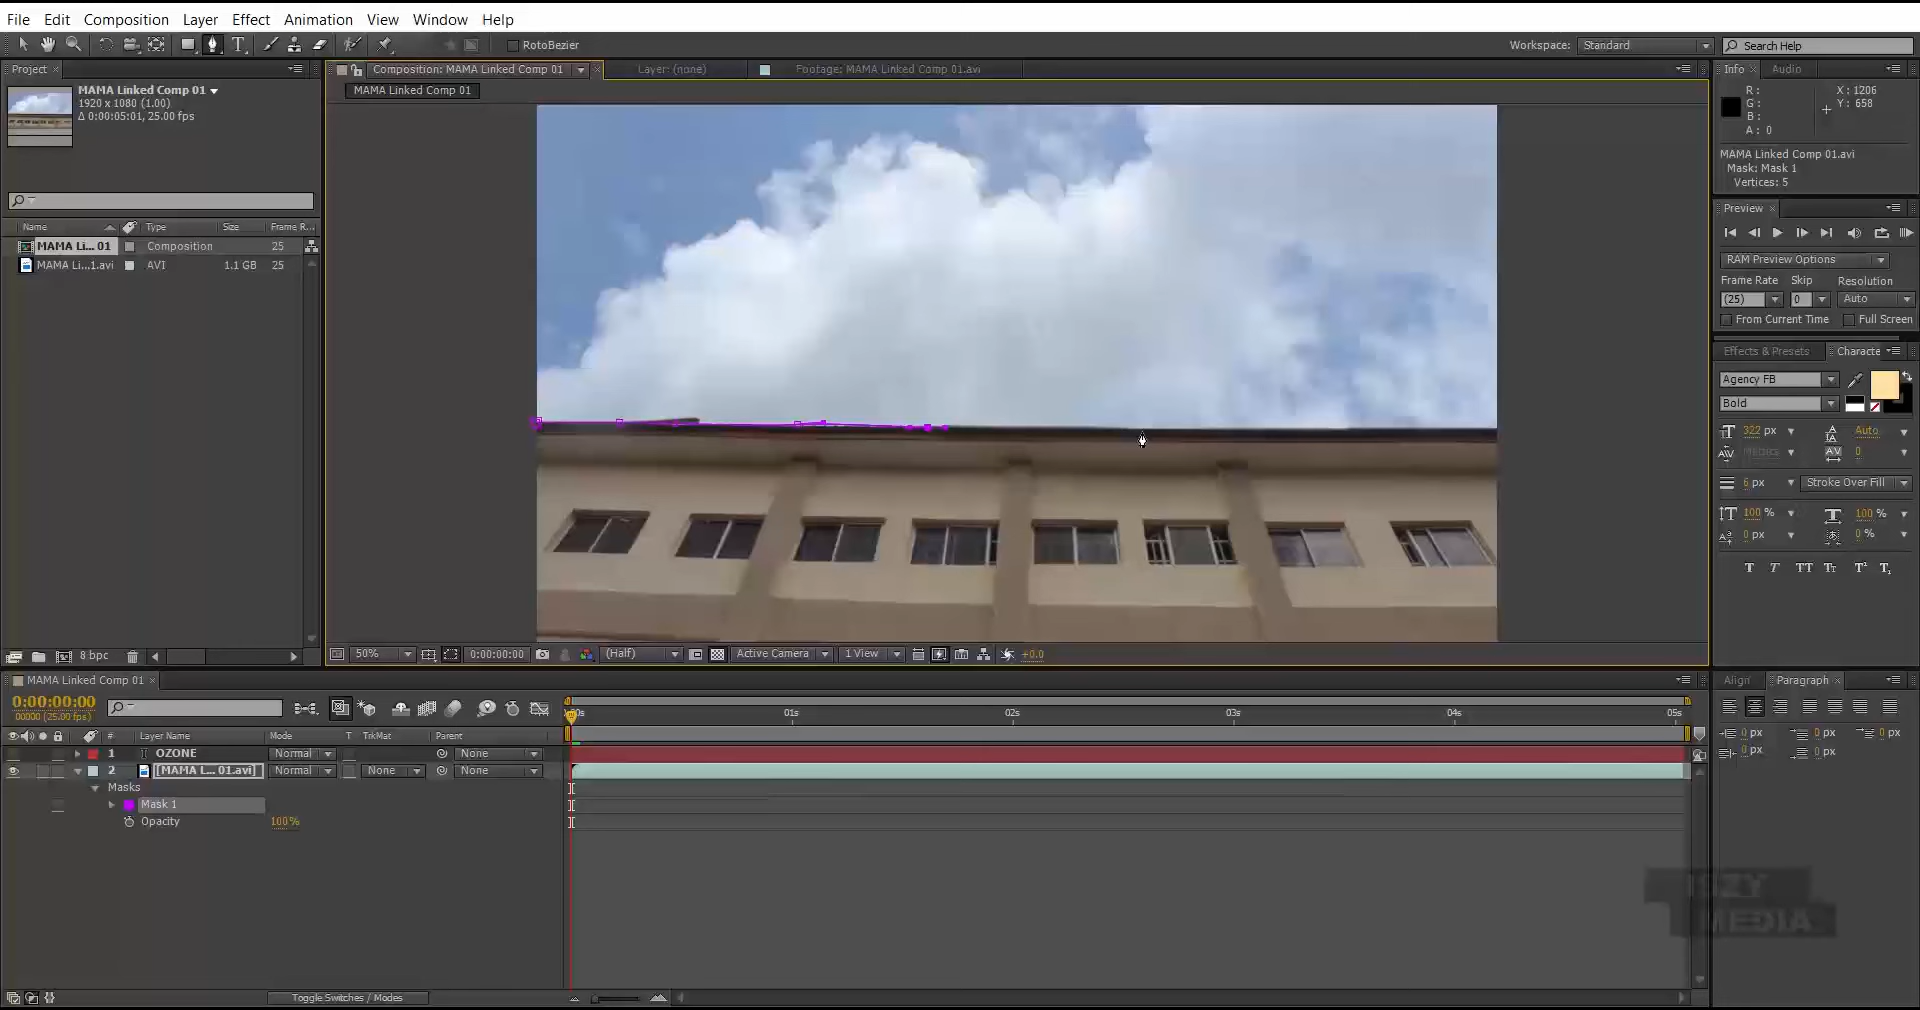 File Edit Composition Layer Effect Animation View Window Help
RotoBezier
Workspace: Standard
Search Help
Project
Composition: MAMA Linked Comp 01
Layer: (none)
Footage: MAMA Linked Comp 01.avi
Info Audio
MAMA Linked Comp 01
1920 x 1080 (1.00)
Δ 0:00:05:01, 25.00 fps
MAMA Linked Comp 01
R:
G:
B:
A: 0
X: 1206
Y: 658
MAMA Linked Comp 01.avi
Mask: Mask 1
Vertices: 5
Preview
Name Type Size Frame R...
MAMA Li... 01 Composition 25
MAMA Li...1.avi AVI 1.1 GB 25
RAM Preview Options
Frame Rate Skip Resolution
(25) 0 Auto
From Current Time Full Screen
Effects & Presets Characte
Agency FB
Bold
322 px Auto
Metrics 0
6 px Stroke Over Fill
100 % 100 %
0 px 0 %
T T TT Tt T¹ T₁
8 bpc
50% 0:00:00:00 (Half) Active Camera 1 View +0.0
MAMA Linked Comp 01
Align Paragraph
0:00:00:00
00000 (25.00 fps)
01s 02s 03s 04s 05s
# Layer Name Mode T TrkMat Parent
1 T OZONE Normal None
2 [MAMA L... 01.avi] Normal None None
Masks
Mask 1
Opacity 100%
0 px 0 px 0 px
0 px 0 px
ISZY
MEDIA
Toggle Switches / Modes